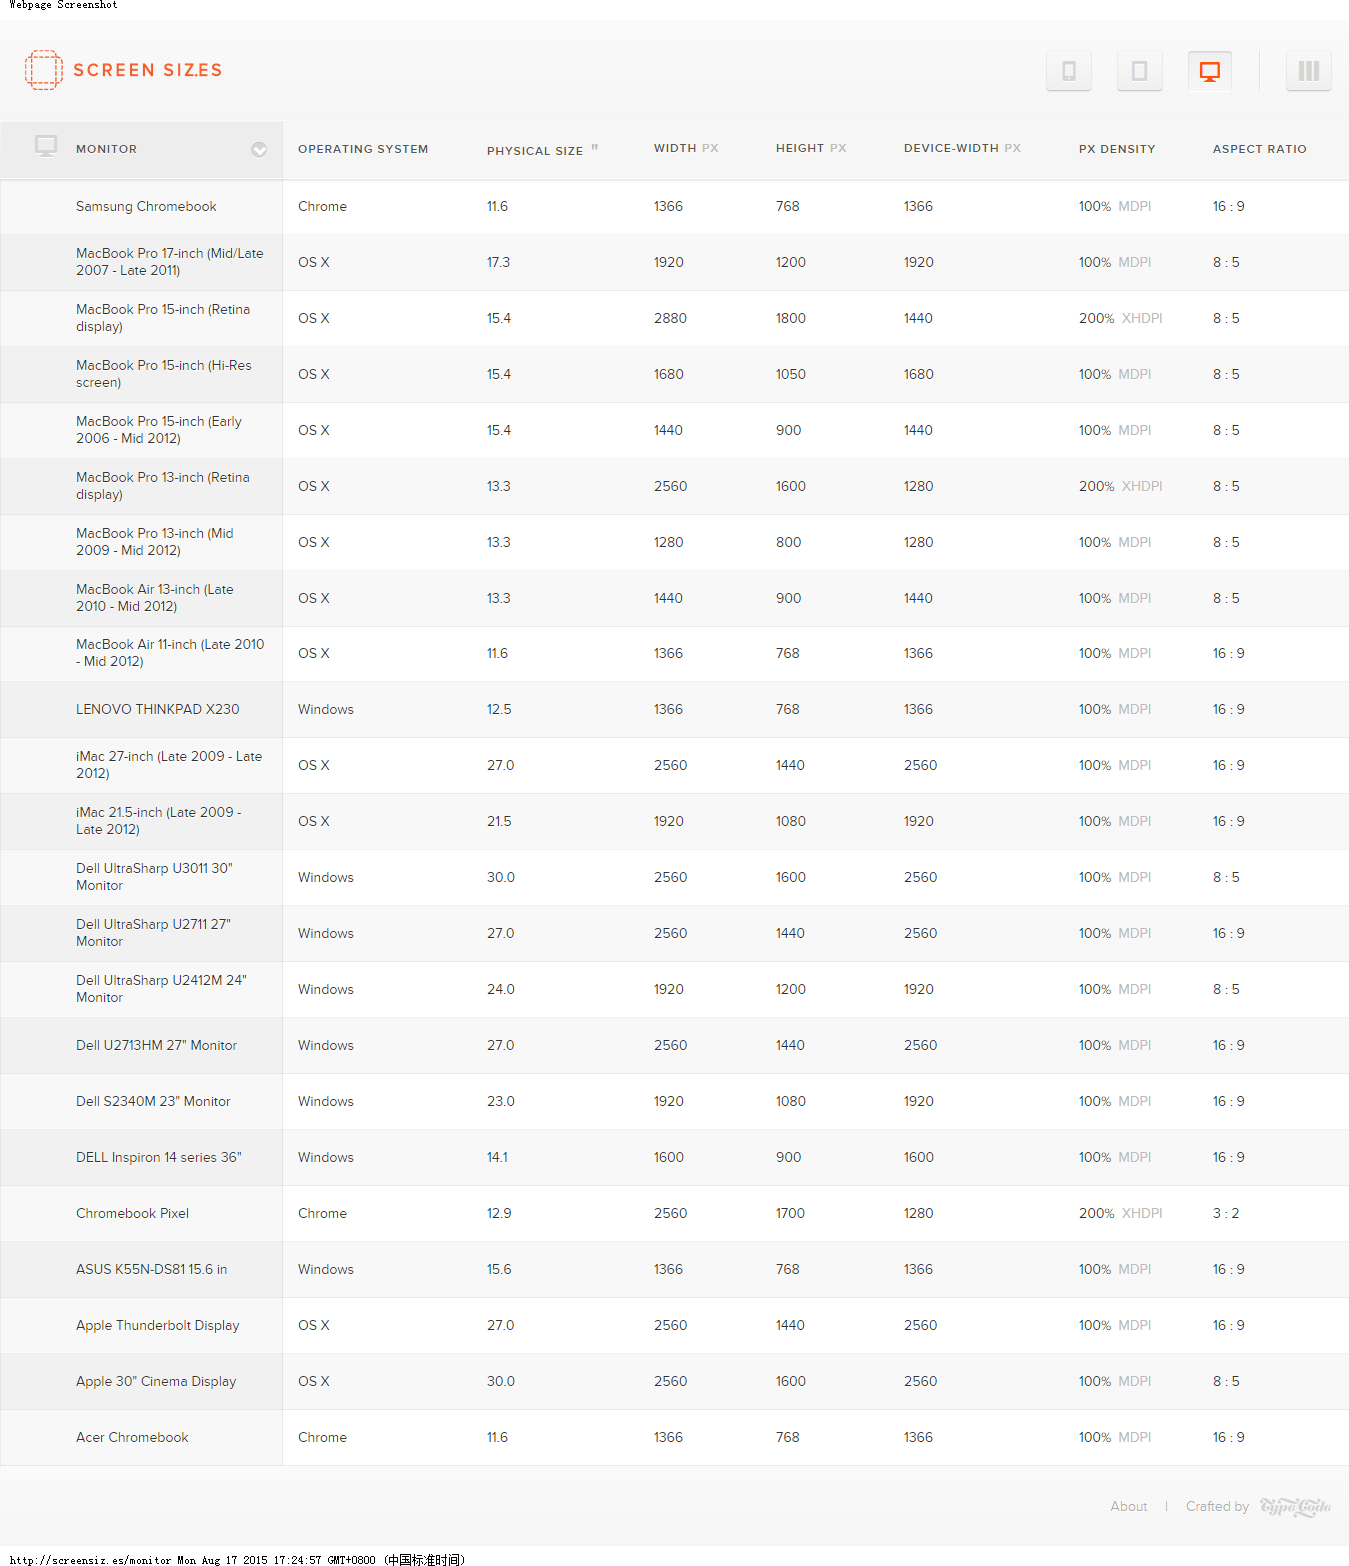 Webpage Screenshot
SCREEN SIZ.ES
MONITOR OPERATING SYSTEM PHYSICAL SIZE " WIDTH PX HEIGHT PX DEVICE-WIDTH PX PX DENSITY ASPECT RATIO
Samsung Chromebook Chrome 11.6 1366 768 1366 100% MDPI 16 : 9
MacBook Pro 17-inch (Mid/Late
2007 - Late 2011) OS X 17.3 1920 1200 1920 100% MDPI 8 : 5
MacBook Pro 15-inch (Retina
display) OS X 15.4 2880 1800 1440 200% XHDPI 8 : 5
MacBook Pro 15-inch (Hi-Res
screen) OS X 15.4 1680 1050 1680 100% MDPI 8 : 5
MacBook Pro 15-inch (Early
2006 - Mid 2012) OS X 15.4 1440 900 1440 100% MDPI 8 : 5
MacBook Pro 13-inch (Retina
display) OS X 13.3 2560 1600 1280 200% XHDPI 8 : 5
MacBook Pro 13-inch (Mid
2009 - Mid 2012) OS X 13.3 1280 800 1280 100% MDPI 8 : 5
MacBook Air 13-inch (Late
2010 - Mid 2012) OS X 13.3 1440 900 1440 100% MDPI 8 : 5
MacBook Air 11-inch (Late 2010
- Mid 2012) OS X 11.6 1366 768 1366 100% MDPI 16 : 9
LENOVO THINKPAD X230 Windows 12.5 1366 768 1366 100% MDPI 16 : 9
iMac 27-inch (Late 2009 - Late
2012) OS X 27.0 2560 1440 2560 100% MDPI 16 : 9
iMac 21.5-inch (Late 2009 -
Late 2012) OS X 21.5 1920 1080 1920 100% MDPI 16 : 9
Dell UltraSharp U3011 30"
Monitor Windows 30.0 2560 1600 2560 100% MDPI 8 : 5
Dell UltraSharp U2711 27"
Monitor Windows 27.0 2560 1440 2560 100% MDPI 16 : 9
Dell UltraSharp U2412M 24"
Monitor Windows 24.0 1920 1200 1920 100% MDPI 8 : 5
Dell U2713HM 27" Monitor Windows 27.0 2560 1440 2560 100% MDPI 16 : 9
Dell S2340M 23" Monitor Windows 23.0 1920 1080 1920 100% MDPI 16 : 9
DELL Inspiron 14 series 36" Windows 14.1 1600 900 1600 100% MDPI 16 : 9
Chromebook Pixel Chrome 12.9 2560 1700 1280 200% XHDPI 3 : 2
ASUS K55N-DS81 15.6 in Windows 15.6 1366 768 1366 100% MDPI 16 : 9
Apple Thunderbolt Display OS X 27.0 2560 1440 2560 100% MDPI 16 : 9
Apple 30" Cinema Display OS X 30.0 2560 1600 2560 100% MDPI 8 : 5
Acer Chromebook Chrome 11.6 1366 768 1366 100% MDPI 16 : 9
About | Crafted by TypeCode
http://screensiz.es/monitor Mon Aug 17 2015 17:24:57 GMT+0800 (中国标准时间)